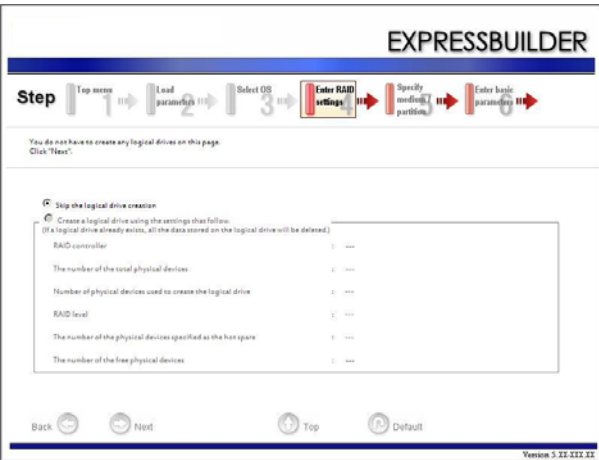 EXPRESSBUILDER
Step
Top menu 1
Load parameters 2
Select OS 3
Enter RAID settings 4
Specify medium / partition 5
Enter basic parameters 6
You do not have to create any logical drives on this page.
Click "Next".
Skip the logical drive creation
Create a logical drive using the settings that follow.
(If a logical drive already exists, all the data stored on the logical drive will be deleted.)
RAID controller : ---
The number of the total physical devices : ---
Number of physical devices used to create the logical drive : ---
RAID level : ---
The number of the physical devices specified as the hot spare : ---
The number of the free physical devices : ---
Back Next Top Default
Version 5.XX-XXX.XX